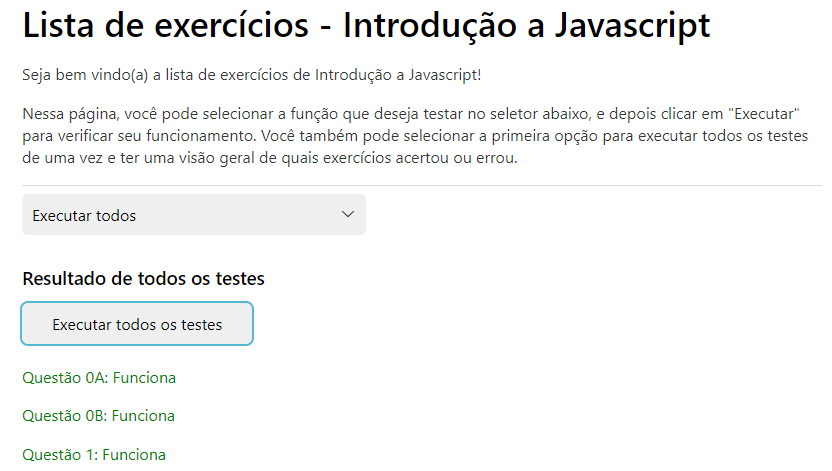 Lista de exercícios - Introdução a Javascript
Seja bem vindo(a) a lista de exercícios de Introdução a Javascript!
Nessa página, você pode selecionar a função que deseja testar no seletor abaixo, e depois clicar em "Executar"
para verificar seu funcionamento. Você também pode selecionar a primeira opção para executar todos os testes
de uma vez e ter uma visão geral de quais exercícios acertou ou errou.
Executar todos
Resultado de todos os testes
Executar todos os testes
Questão 0A: Funciona
Questão 0B: Funciona
Questão 1: Funciona